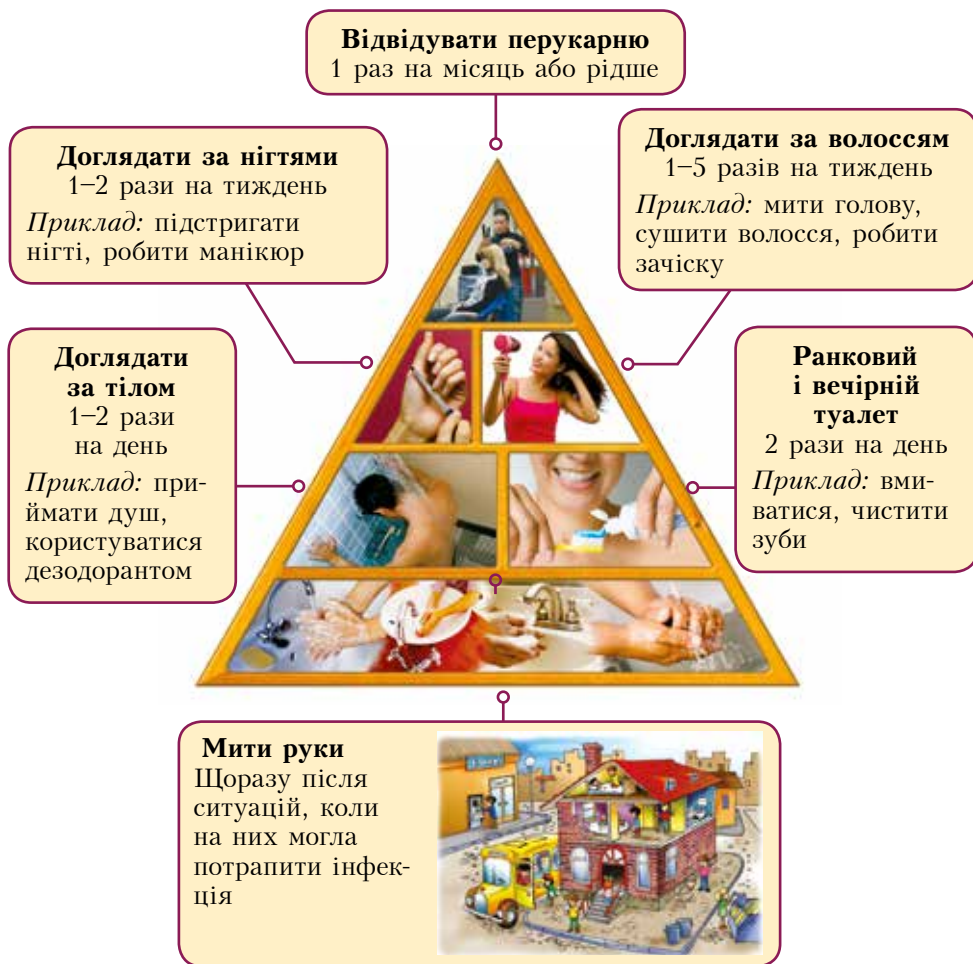 Відвідувати перукарню
1 раз на місяць або рідше
Доглядати за нігтями
1–2 рази на тиждень
Приклад: підстригати
нігті, робити манікюр
Доглядати за волоссям
1–5 разів на тиждень
Приклад: мити голову,
сушити волосся, робити
зачіску
Доглядати
за тілом
1–2 рази
на день
Приклад: при-
ймати душ,
користуватися
дезодорантом
Ранковий
і вечірній
туалет
2 рази на день
Приклад: вми-
ватися, чистити
зуби
Мити руки
Щоразу після
ситуацій, коли
на них могла
потрапити інфек-
ція